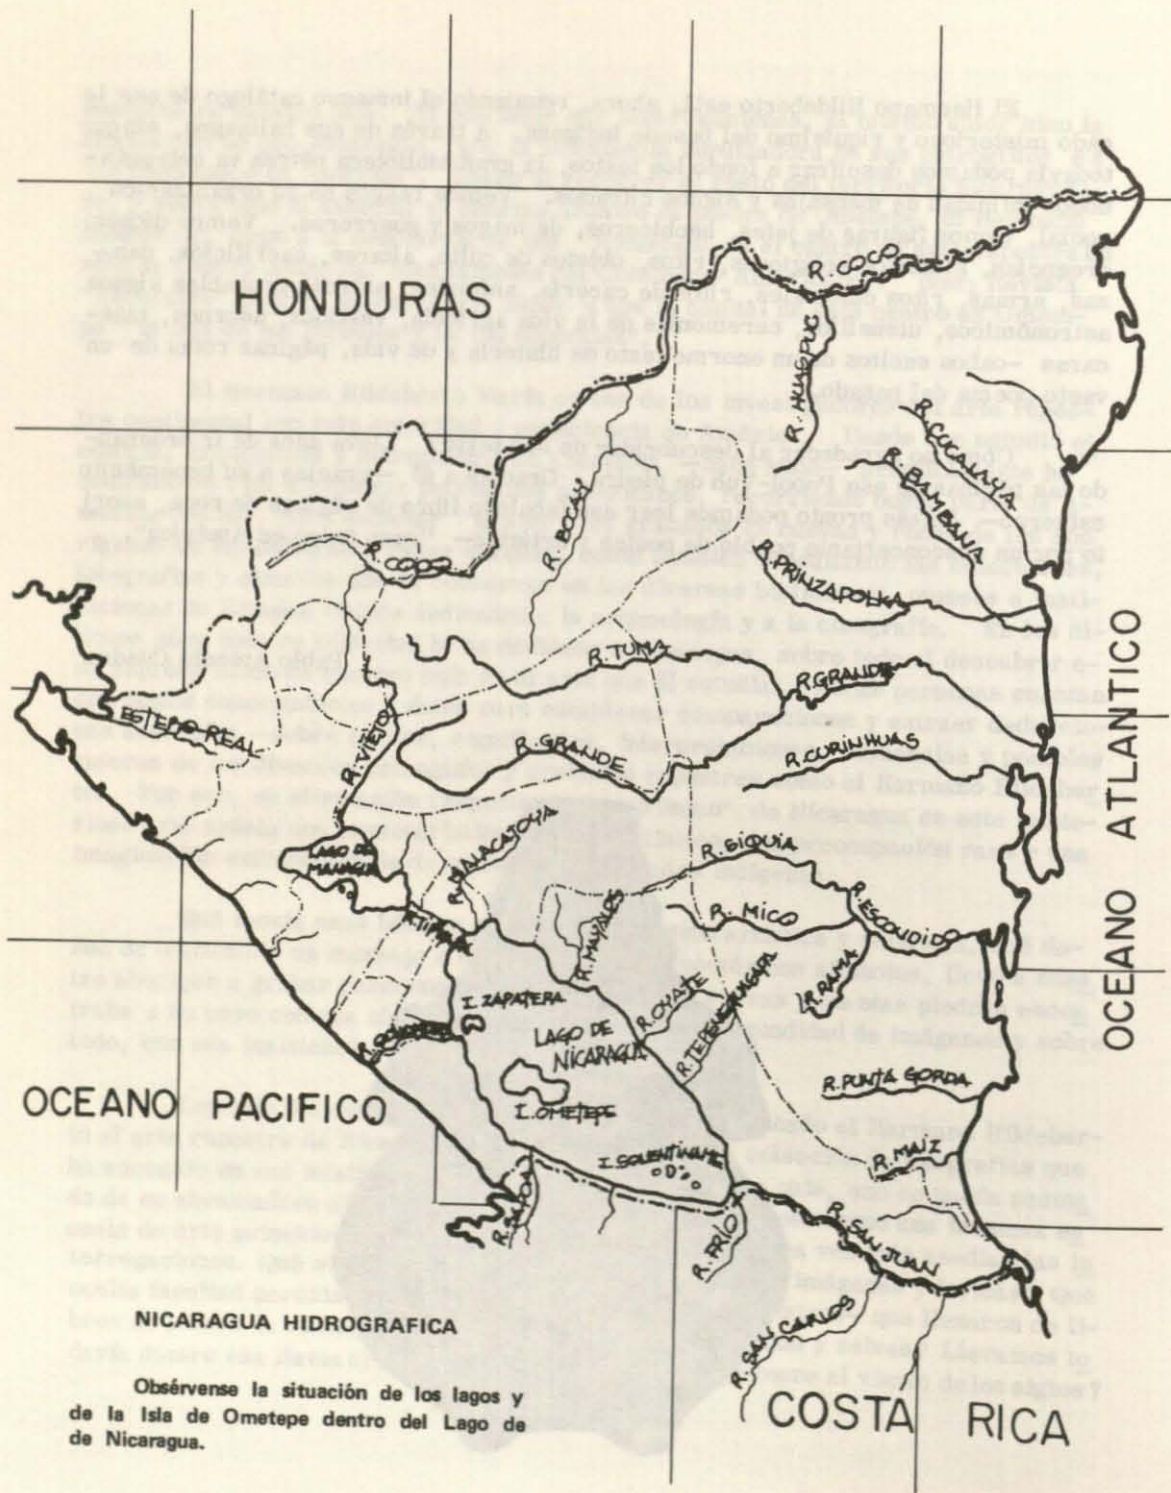 HONDURAS
R. COCO
R. HUASPUC
R. CUCALAYA
R. BAMBANA
R. BOCAY
R. COCO
R. PRINZAPOLKA
R. TUMA
R. GRANDE
ESTERO REAL
R. VIEJO
R. GRANDE
R. CURINHUAS
OCEANO ATLANTICO
LAGO DE
MANAGUA
R. MALACATOYA
R. SIQUIA
R. MICO
R. ESCONDIDO
R. MAYALES
R. RAMA
R. OYATE
R. TEPENAGUASAPA
I. ZAPATERA
LAGO DE
NICARAGUA
I. OMETEPE
R. PUNTA GORDA
OCEANO PACIFICO
I. SOLENTINAME
R. MAIZ
R. SAPOA
R. FRÍO
R. SAN JUAN
R. SAN CARLOS
COSTA RICA
NICARAGUA HIDROGRAFICA
Obsérvense la situación de los lagos y
de la Isla de Ometepe dentro del Lago de
de Nicaragua.